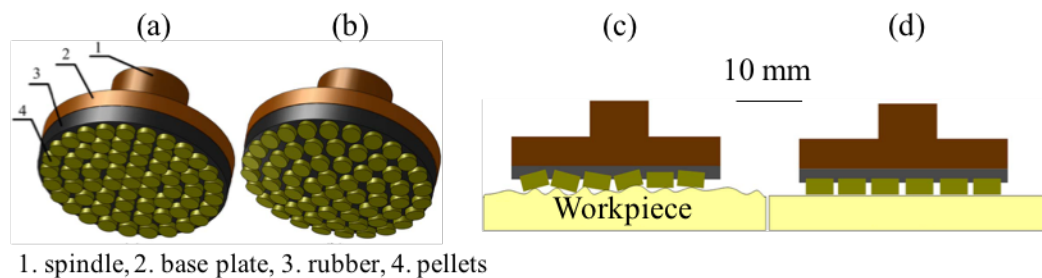 (a) (b) (c) (d)
1
2
3
4
10 mm
Workpiece
1. spindle, 2. base plate, 3. rubber, 4. pellets